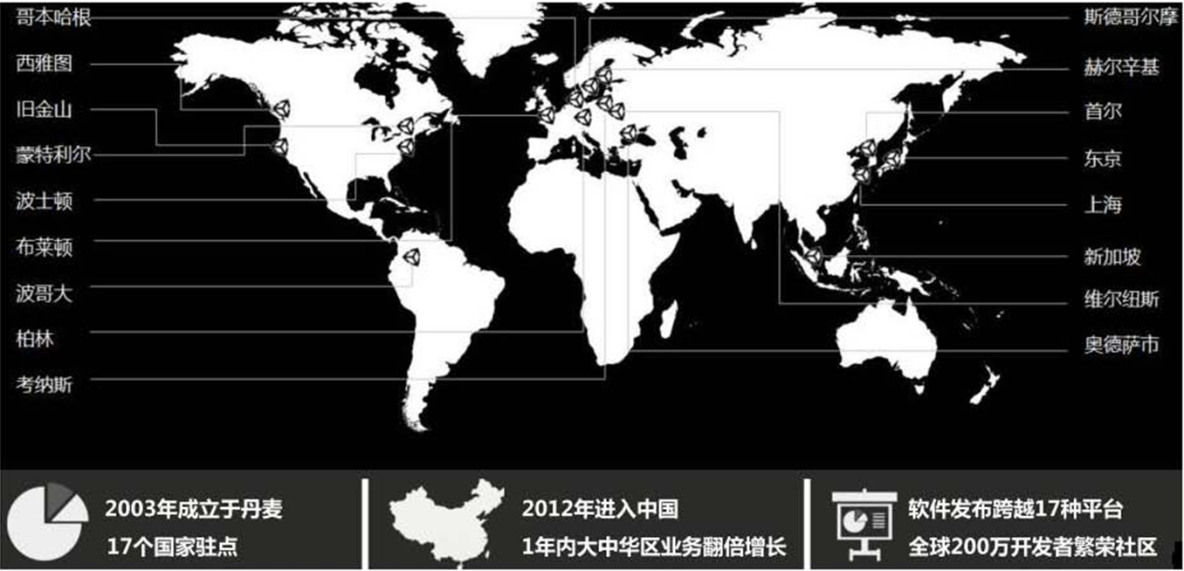 哥本哈根
西雅图
旧金山
蒙特利尔
波士顿
布莱顿
波哥大
柏林
考纳斯
斯德哥尔摩
赫尔辛基
首尔
东京
上海
新加坡
维尔纽斯
奥德萨市
2003年成立于丹麦
17个国家驻点
2012年进入中国
1年内大中华区业务翻倍增长
软件发布跨越17种平台
全球200万开发者繁荣社区